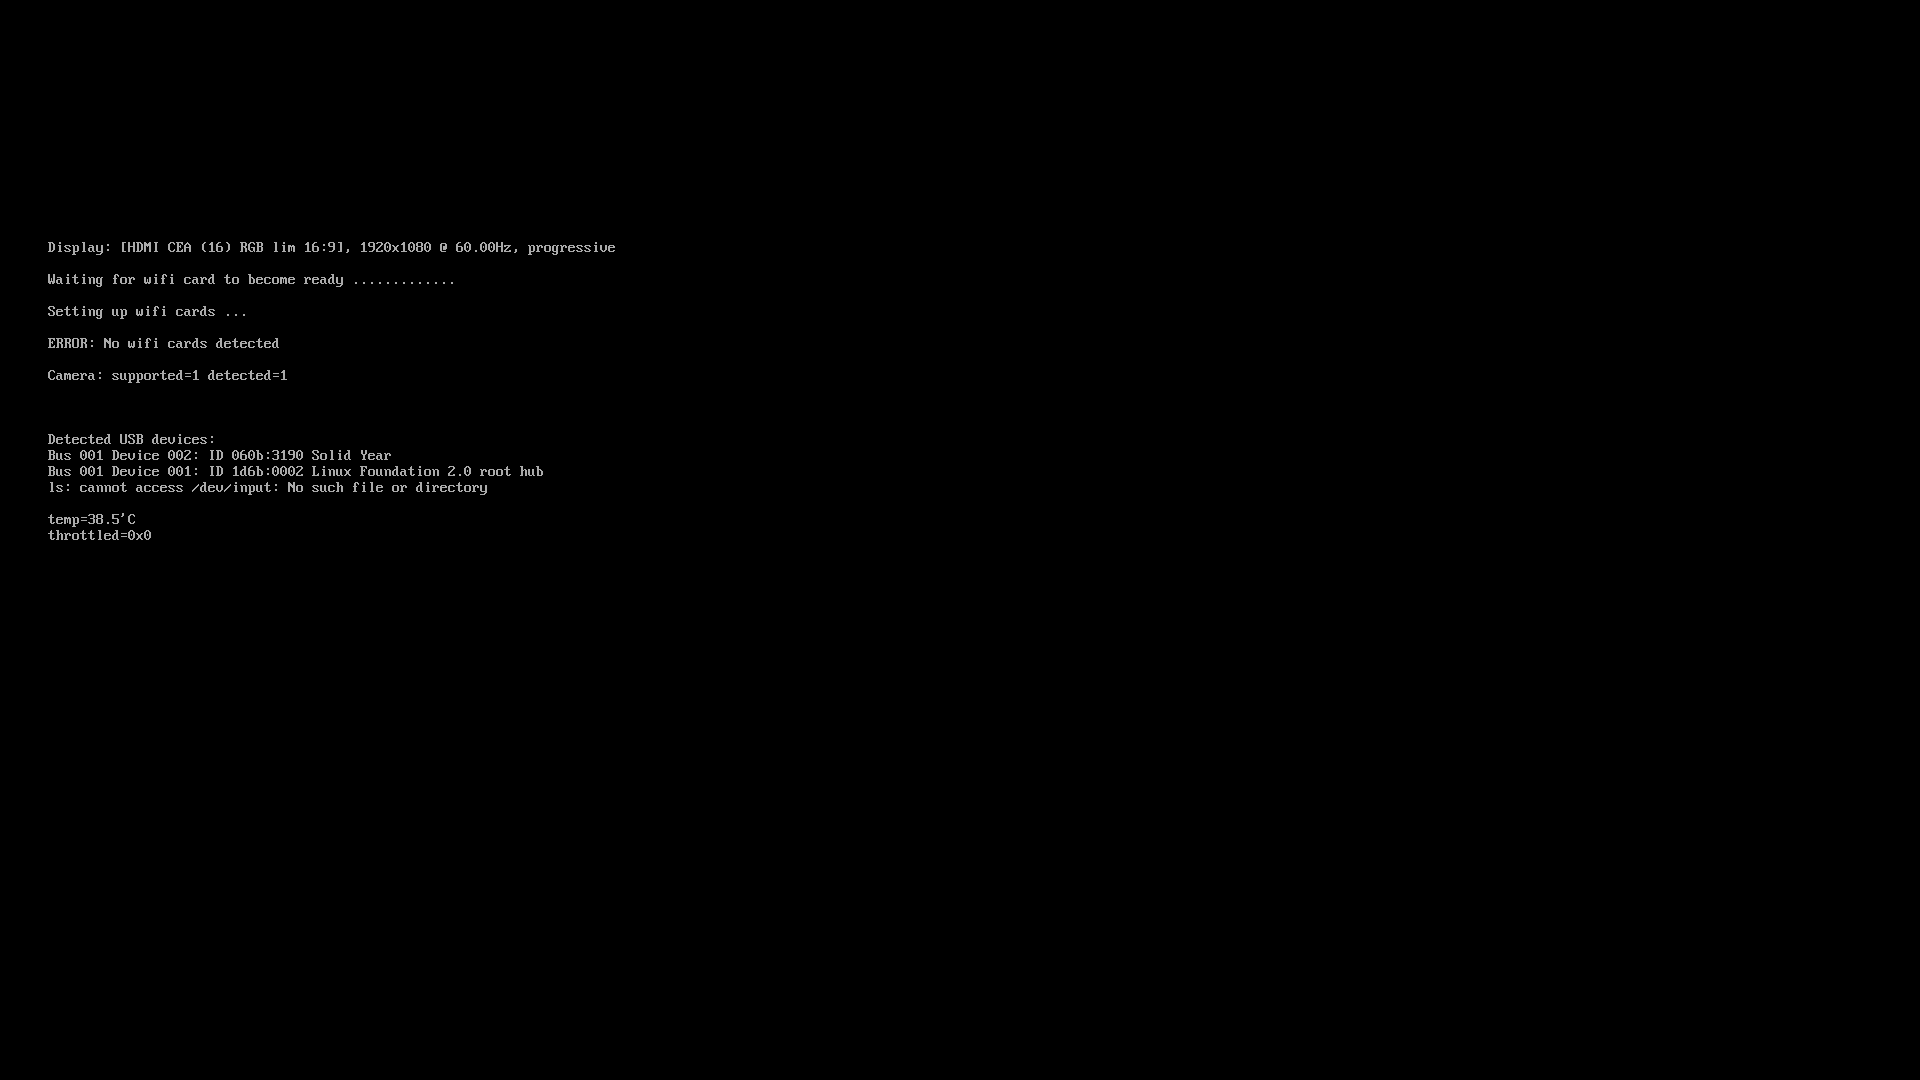 Display: [HDMI CEA (16) RGB lim 16:9], 1920x1080 @ 60.00Hz, progressive
Waiting for wifi card to become ready .............
Setting up wifi cards ...
ERROR: No wifi cards detected
Camera: supported=1 detected=1
Detected USB devices:
Bus 001 Device 002: ID 060b:3190 Solid Year
Bus 001 Device 001: ID 1d6b:0002 Linux Foundation 2.0 root hub
ls: cannot access /dev/input: No such file or directory
temp=38.5'C
throttled=0x0